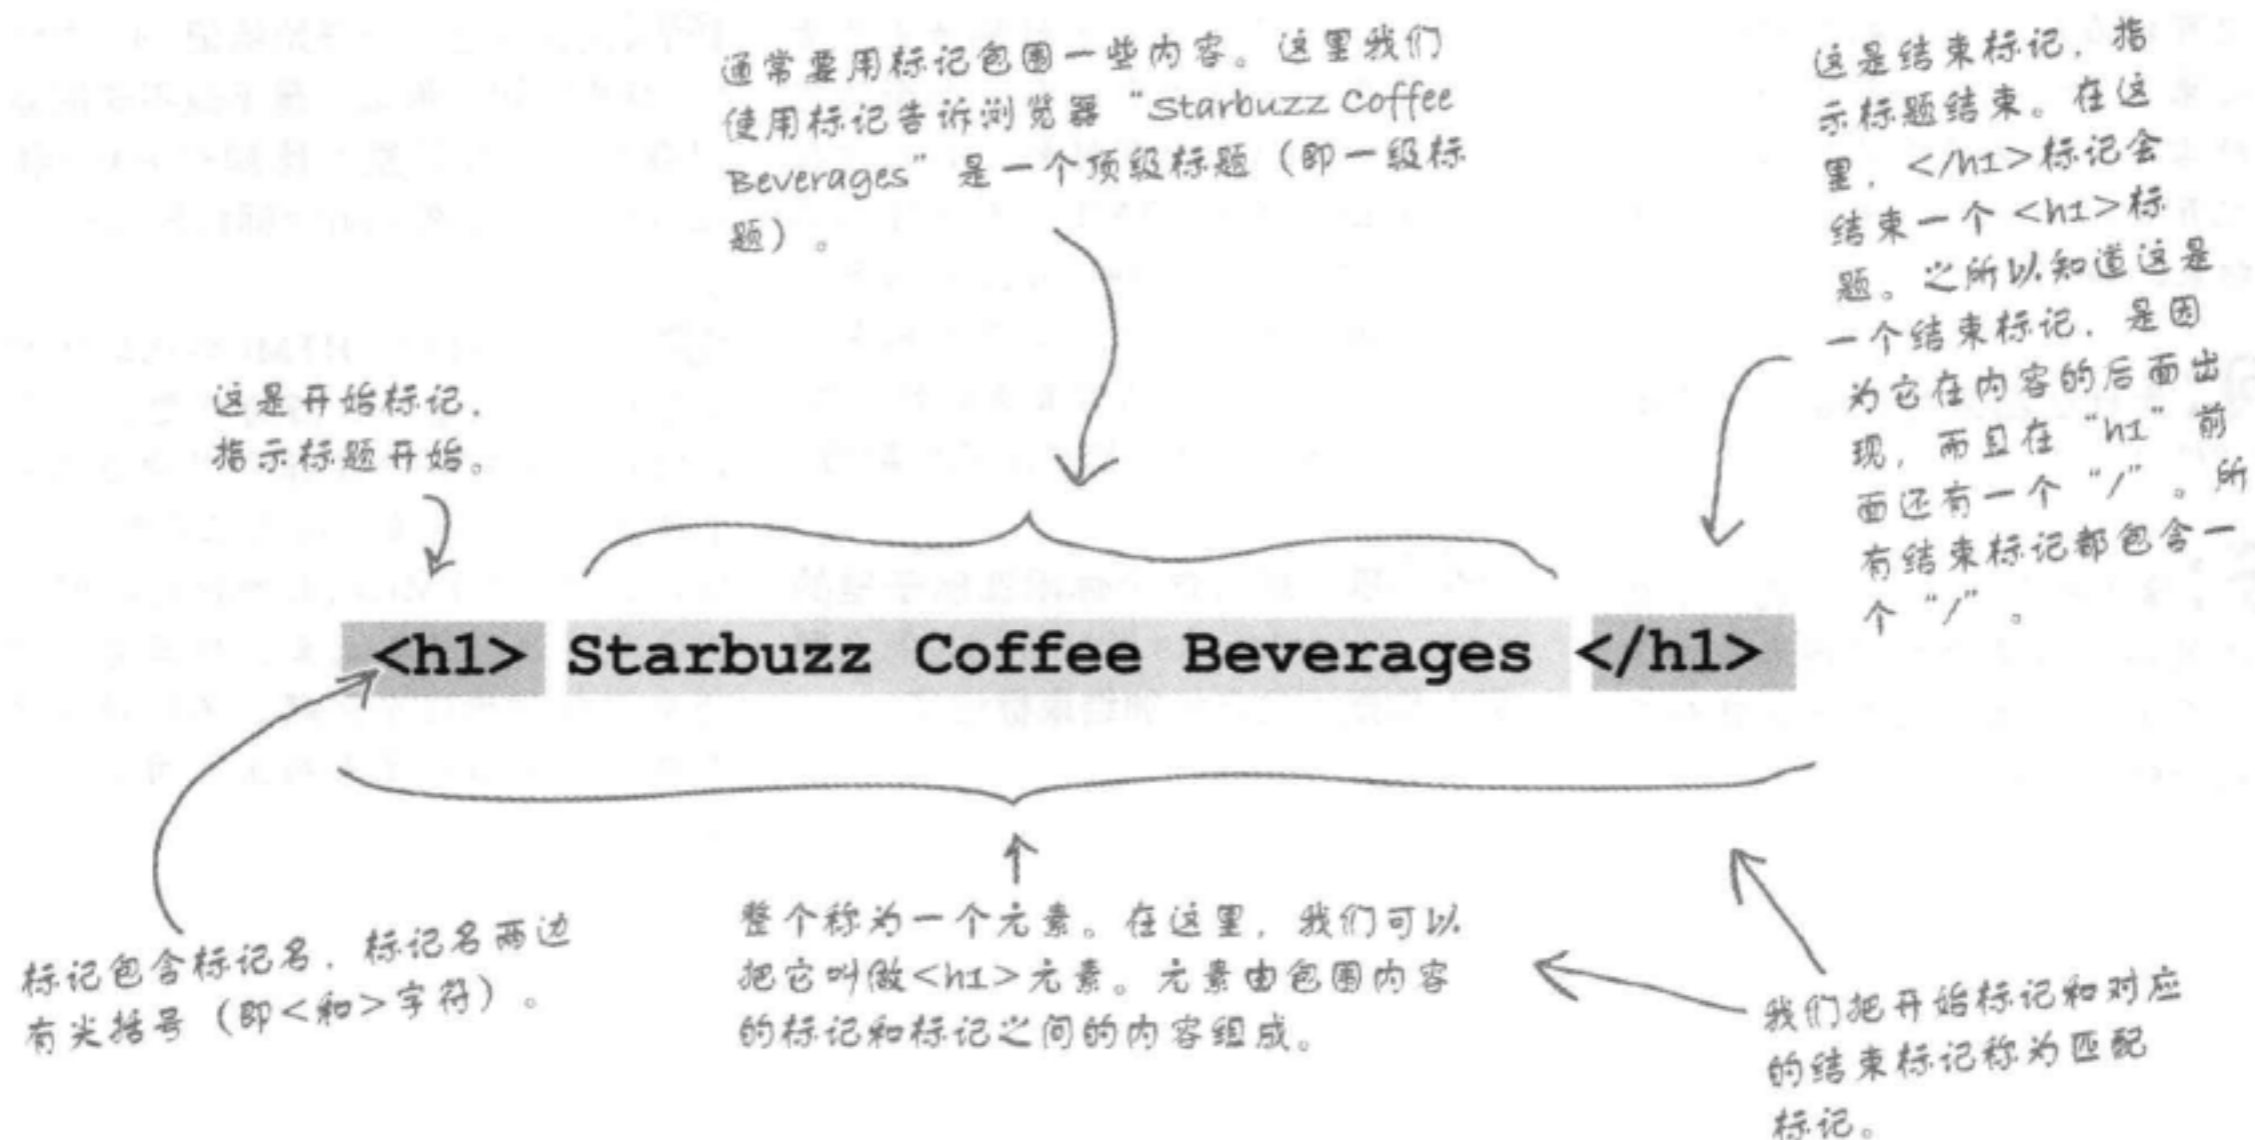 通常要用标记包围一些内容。这里我们
使用标记告诉浏览器“Starbuzz Coffee
Beverages”是一个顶级标题（即一级标
题）。
这是结束标记，指
示标题结束。在这
里，</h1>标记会
结束一个<h1>标
题。之所以知道这是
一个结束标记，是因
为它在内容的后面出
现，而且在“h1”前
面还有一个“/”。所
有结束标记都包含一
个“/”。
这是开始标记，
指示标题开始。
<h1> Starbuzz Coffee Beverages </h1>
标记包含标记名，标记名两边
有尖括号（即<和>字符）。
整个称为一个元素。在这里，我们可以
把它叫做<h1>元素。元素由包围内容
的标记和标记之间的内容组成。
我们把开始标记和对应
的结束标记称为匹配
标记。